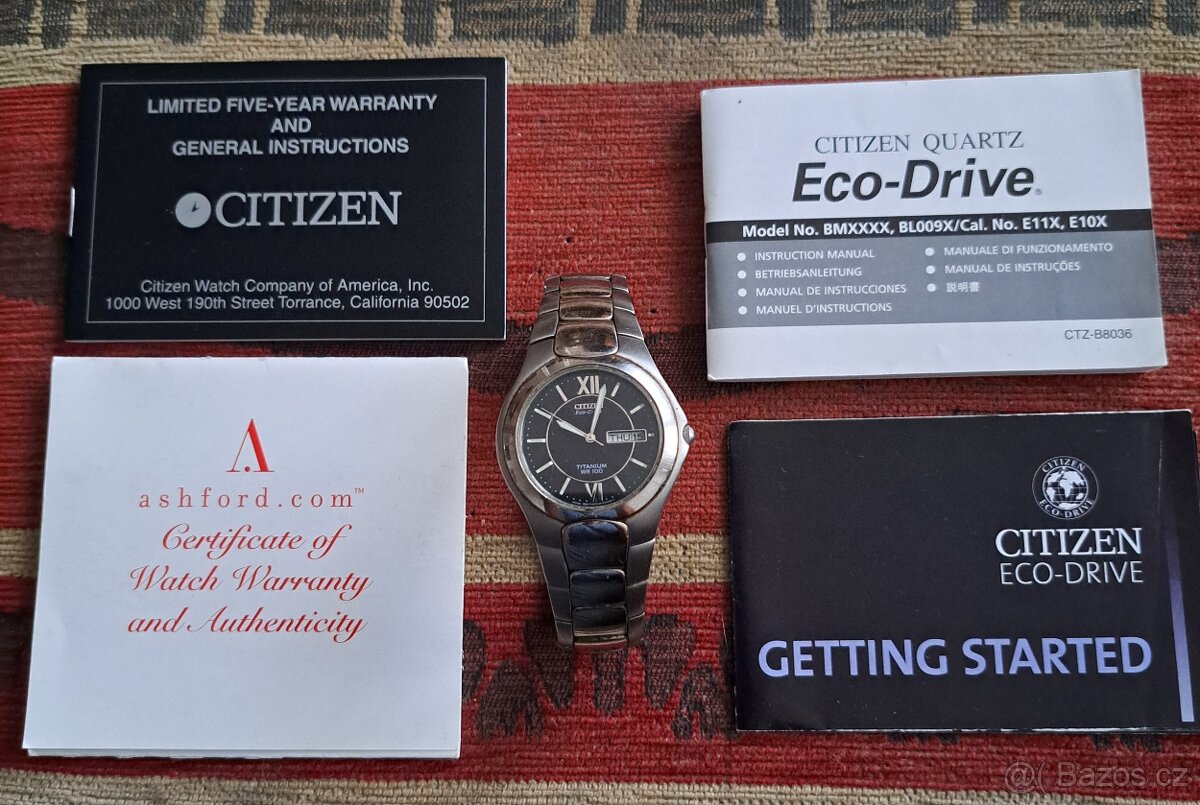 LIMITED FIVE-YEAR WARRANTY
AND
GENERAL INSTRUCTIONS
CITIZEN
Citizen Watch Company of America, Inc.
1000 West 190th Street Torrance, California 90502
CITIZEN QUARTZ
Eco-Drive®
Model No. BMXXXX, BL009X/Cal. No. E11X, E10X
INSTRUCTION MANUAL
BETRIEBSANLEITUNG
MANUAL DE INSTRUCCIONES
MANUEL D'INSTRUCTIONS
MANUALE DI FUNZIONAMENTO
MANUAL DE INSTRUÇÕES
説明書
CTZ-B8036
A
ashford.com™
Certificate of
Watch Warranty
and Authenticity
XII
CITIZEN
Eco-Drive
THU 15
TITANIUM
WR 100
VI
CITIZEN
ECO-DRIVE
CITIZEN
ECO-DRIVE
GETTING STARTED
@( Bazos.cz